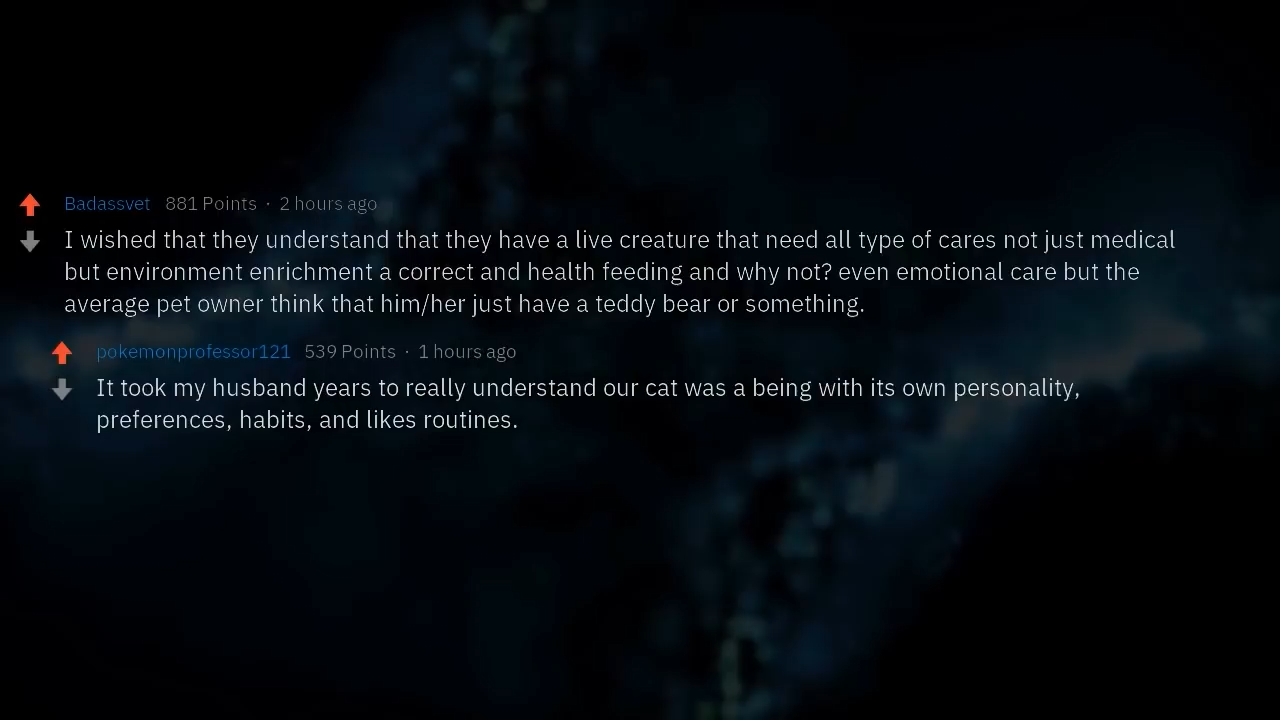 Badassvet 881 Points · 2 hours ago
I wished that they understand that they have a live creature that need all type of cares not just medical
but environment enrichment a correct and health feeding and why not? even emotional care but the
average pet owner think that him/her just have a teddy bear or something.
pokemonprofessor121 539 Points · 1 hours ago
It took my husband years to really understand our cat was a being with its own personality,
preferences, habits, and likes routines.